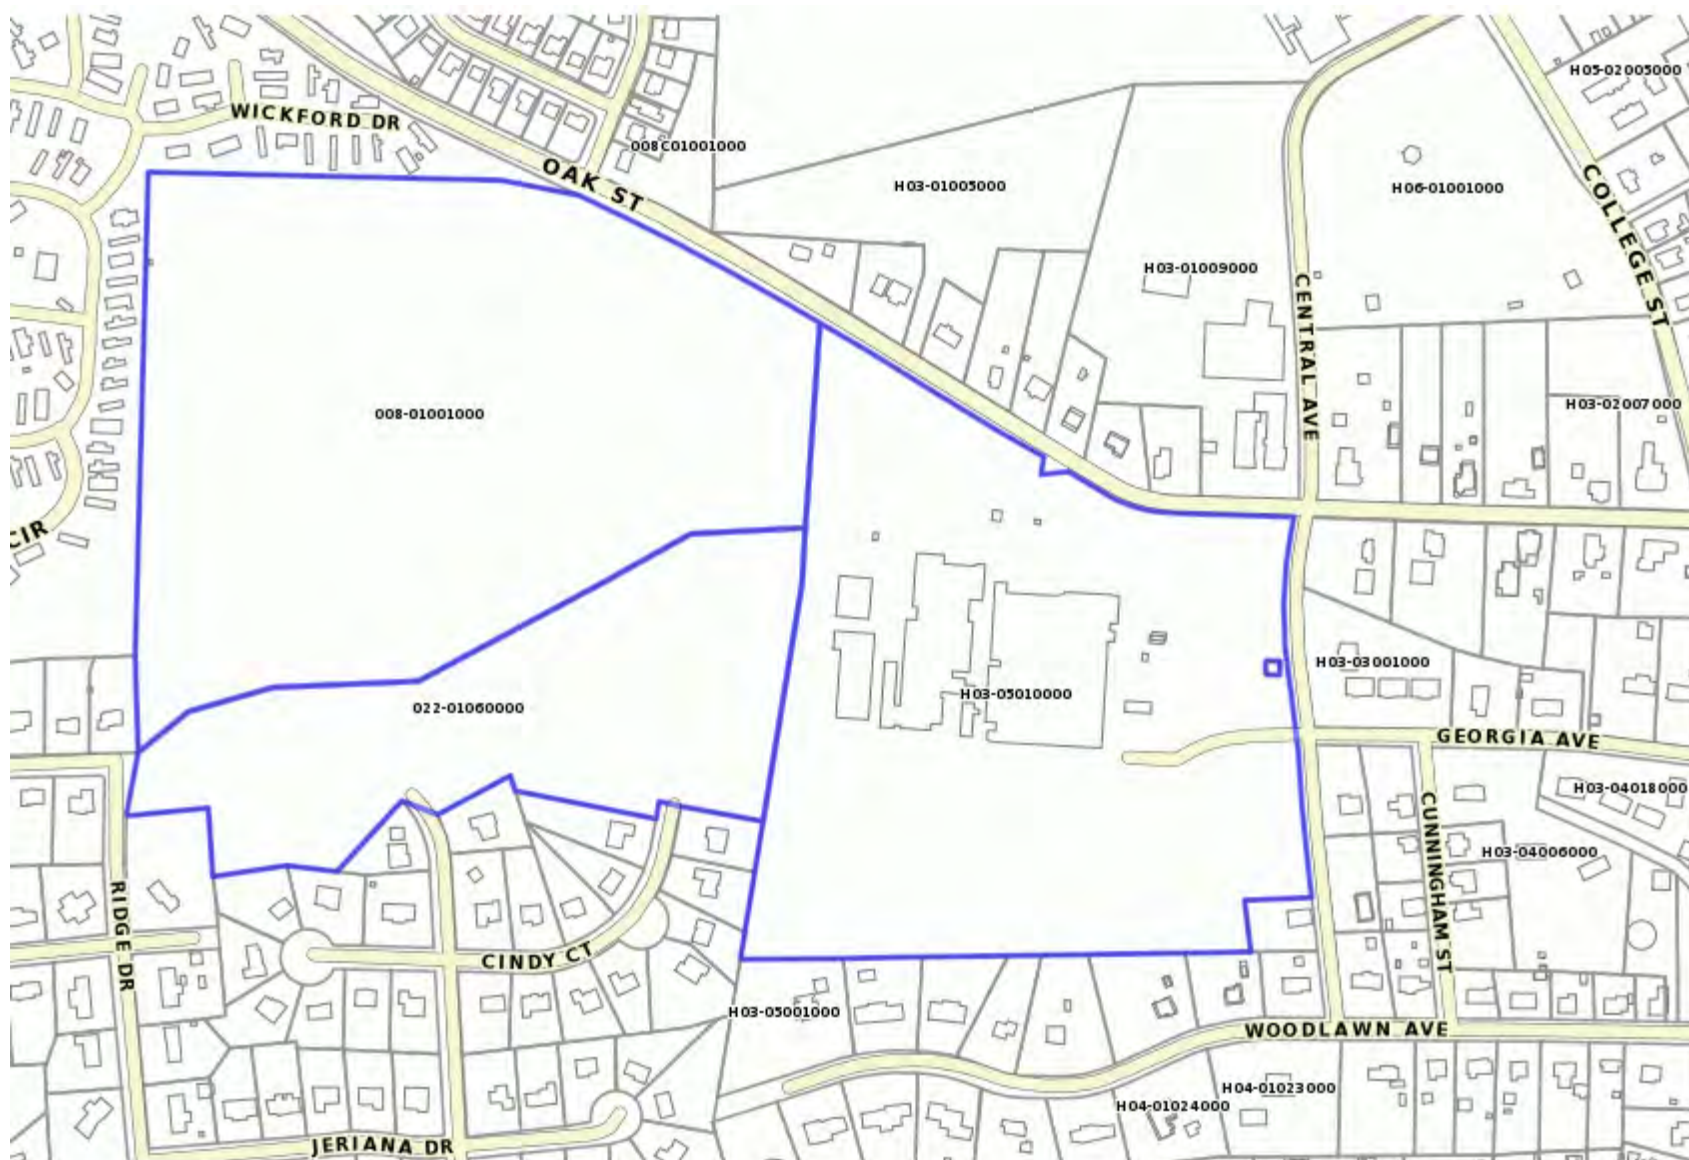 H05-02005000
WICKFORD DR
008C01001000
OAK ST
H03-01005000
H06-01001000
COLLEGE ST
H03-01009000
CENTRAL AVE
008-01001000
H03-02007000
CIR
H03-03001000
H03-05010000
022-01060000
GEORGIA AVE
H03-04018000
CUNNINGHAM ST
H03-04006000
RIDGE DR
CINDY CT
H03-05001000
WOODLAWN AVE
H04-01023000
H04-01024000
JERIANA DR